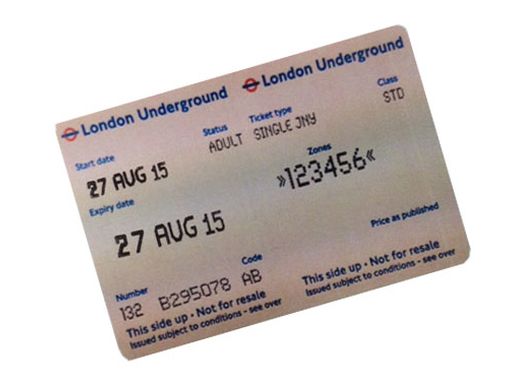 London Underground London Underground
Status Ticket type Class
ADULT SINGLE JNY STD
Start date
27 AUG 15
Zones
»123456«
Expiry date
27 AUG 15
Price as published
Number Code
132 B295078 AB
This side up · Not for resale This side up · Not for resale
Issued subject to conditions - see over Issued subject to conditions - see over